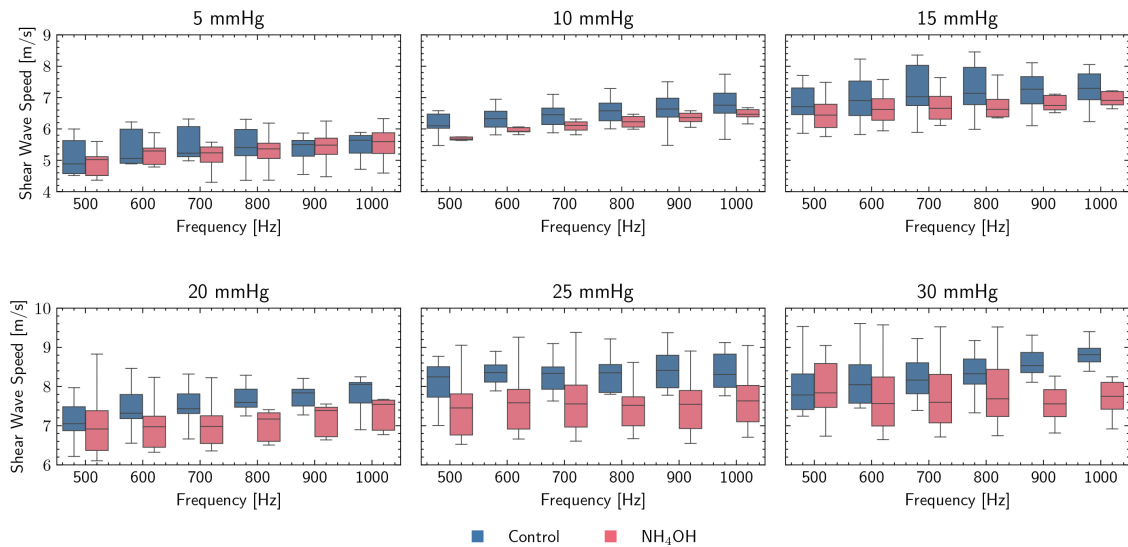 5 mmHg 10 mmHg 15 mmHg
Shear Wave Speed [m/s]
9
8
7
6
5
4
500 600 700 800 900 1000 500 600 700 800 900 1000 500 600 700 800 900 1000
Frequency [Hz] Frequency [Hz] Frequency [Hz]
20 mmHg 25 mmHg 30 mmHg
Shear Wave Speed [m/s]
10
9
8
7
6
500 600 700 800 900 1000 500 600 700 800 900 1000 500 600 700 800 900 1000
Frequency [Hz] Frequency [Hz] Frequency [Hz]
Control NH₄OH